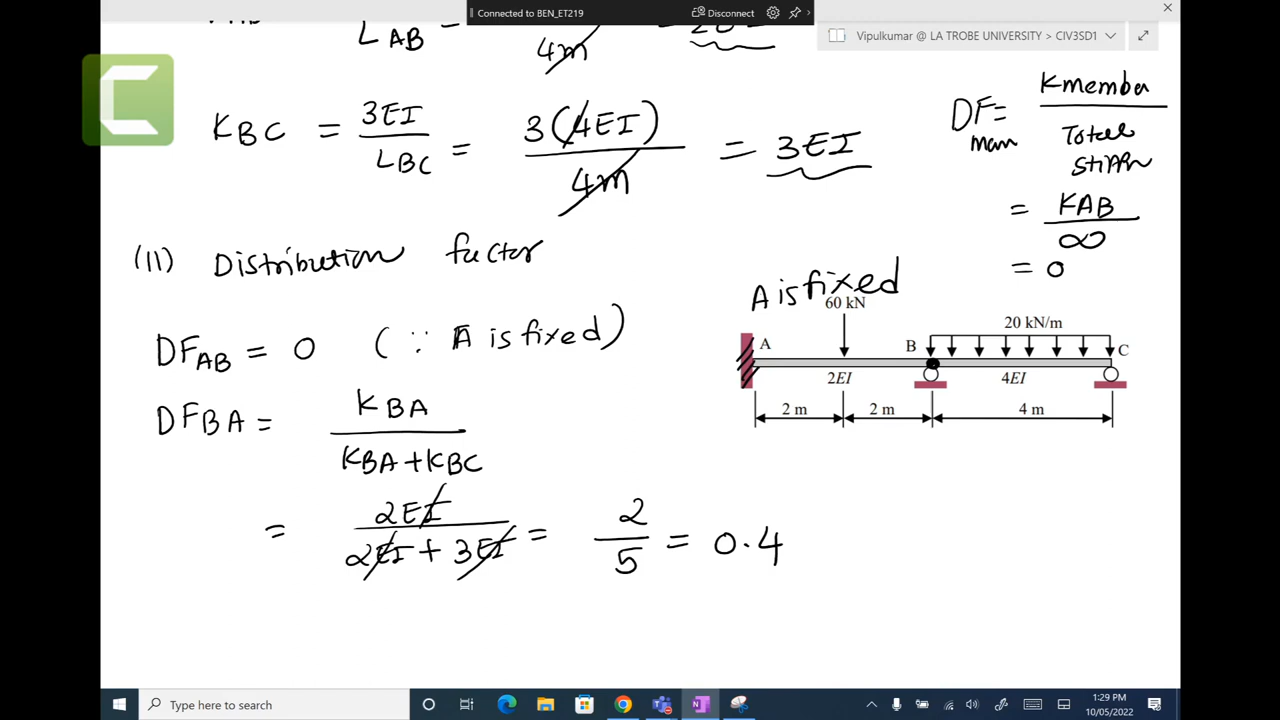 Connected to BEN_ET219
Disconnect
Vipulkumar @ LA TROBE UNIVERSITY > CIV3SD1
LAB
4m
KBC = 3EI / LBC = 3(4EI) / 4m = 3EI
DF = Kmember / Total
= KAB / ∞
= 0
(11) Distribution factor
A is fixed
DFAB = 0 (∵ A is fixed)
60 kN
20 kN/m
A B C
2EI 4EI
2 m 2 m 4 m
DFBA = KBA / KBA+KBC
= 2EI / 2EI + 3EI = 2 / 5 = 0.4
Type here to search
1:29 PM
10/05/2022